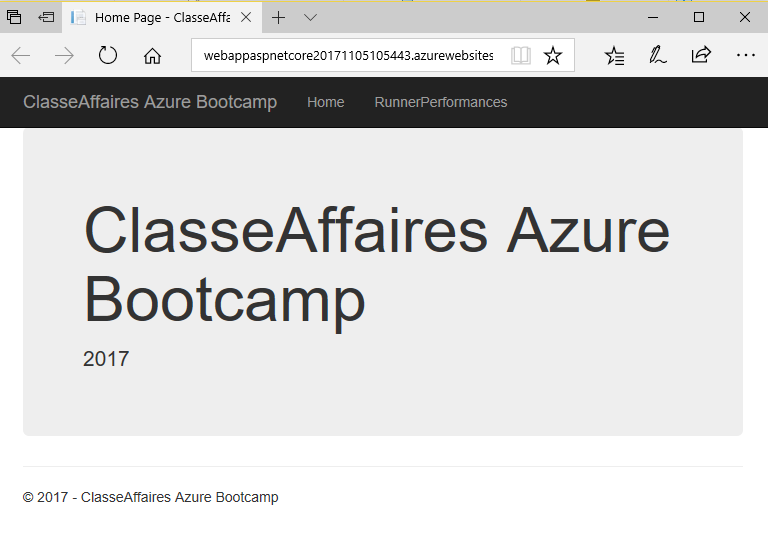 Home Page - ClasseAffa
webappaspnetcore20171105105443.azurewebsites
ClasseAffaires Azure Bootcamp Home RunnerPerformances
ClasseAffaires Azure
Bootcamp
2017
© 2017 - ClasseAffaires Azure Bootcamp